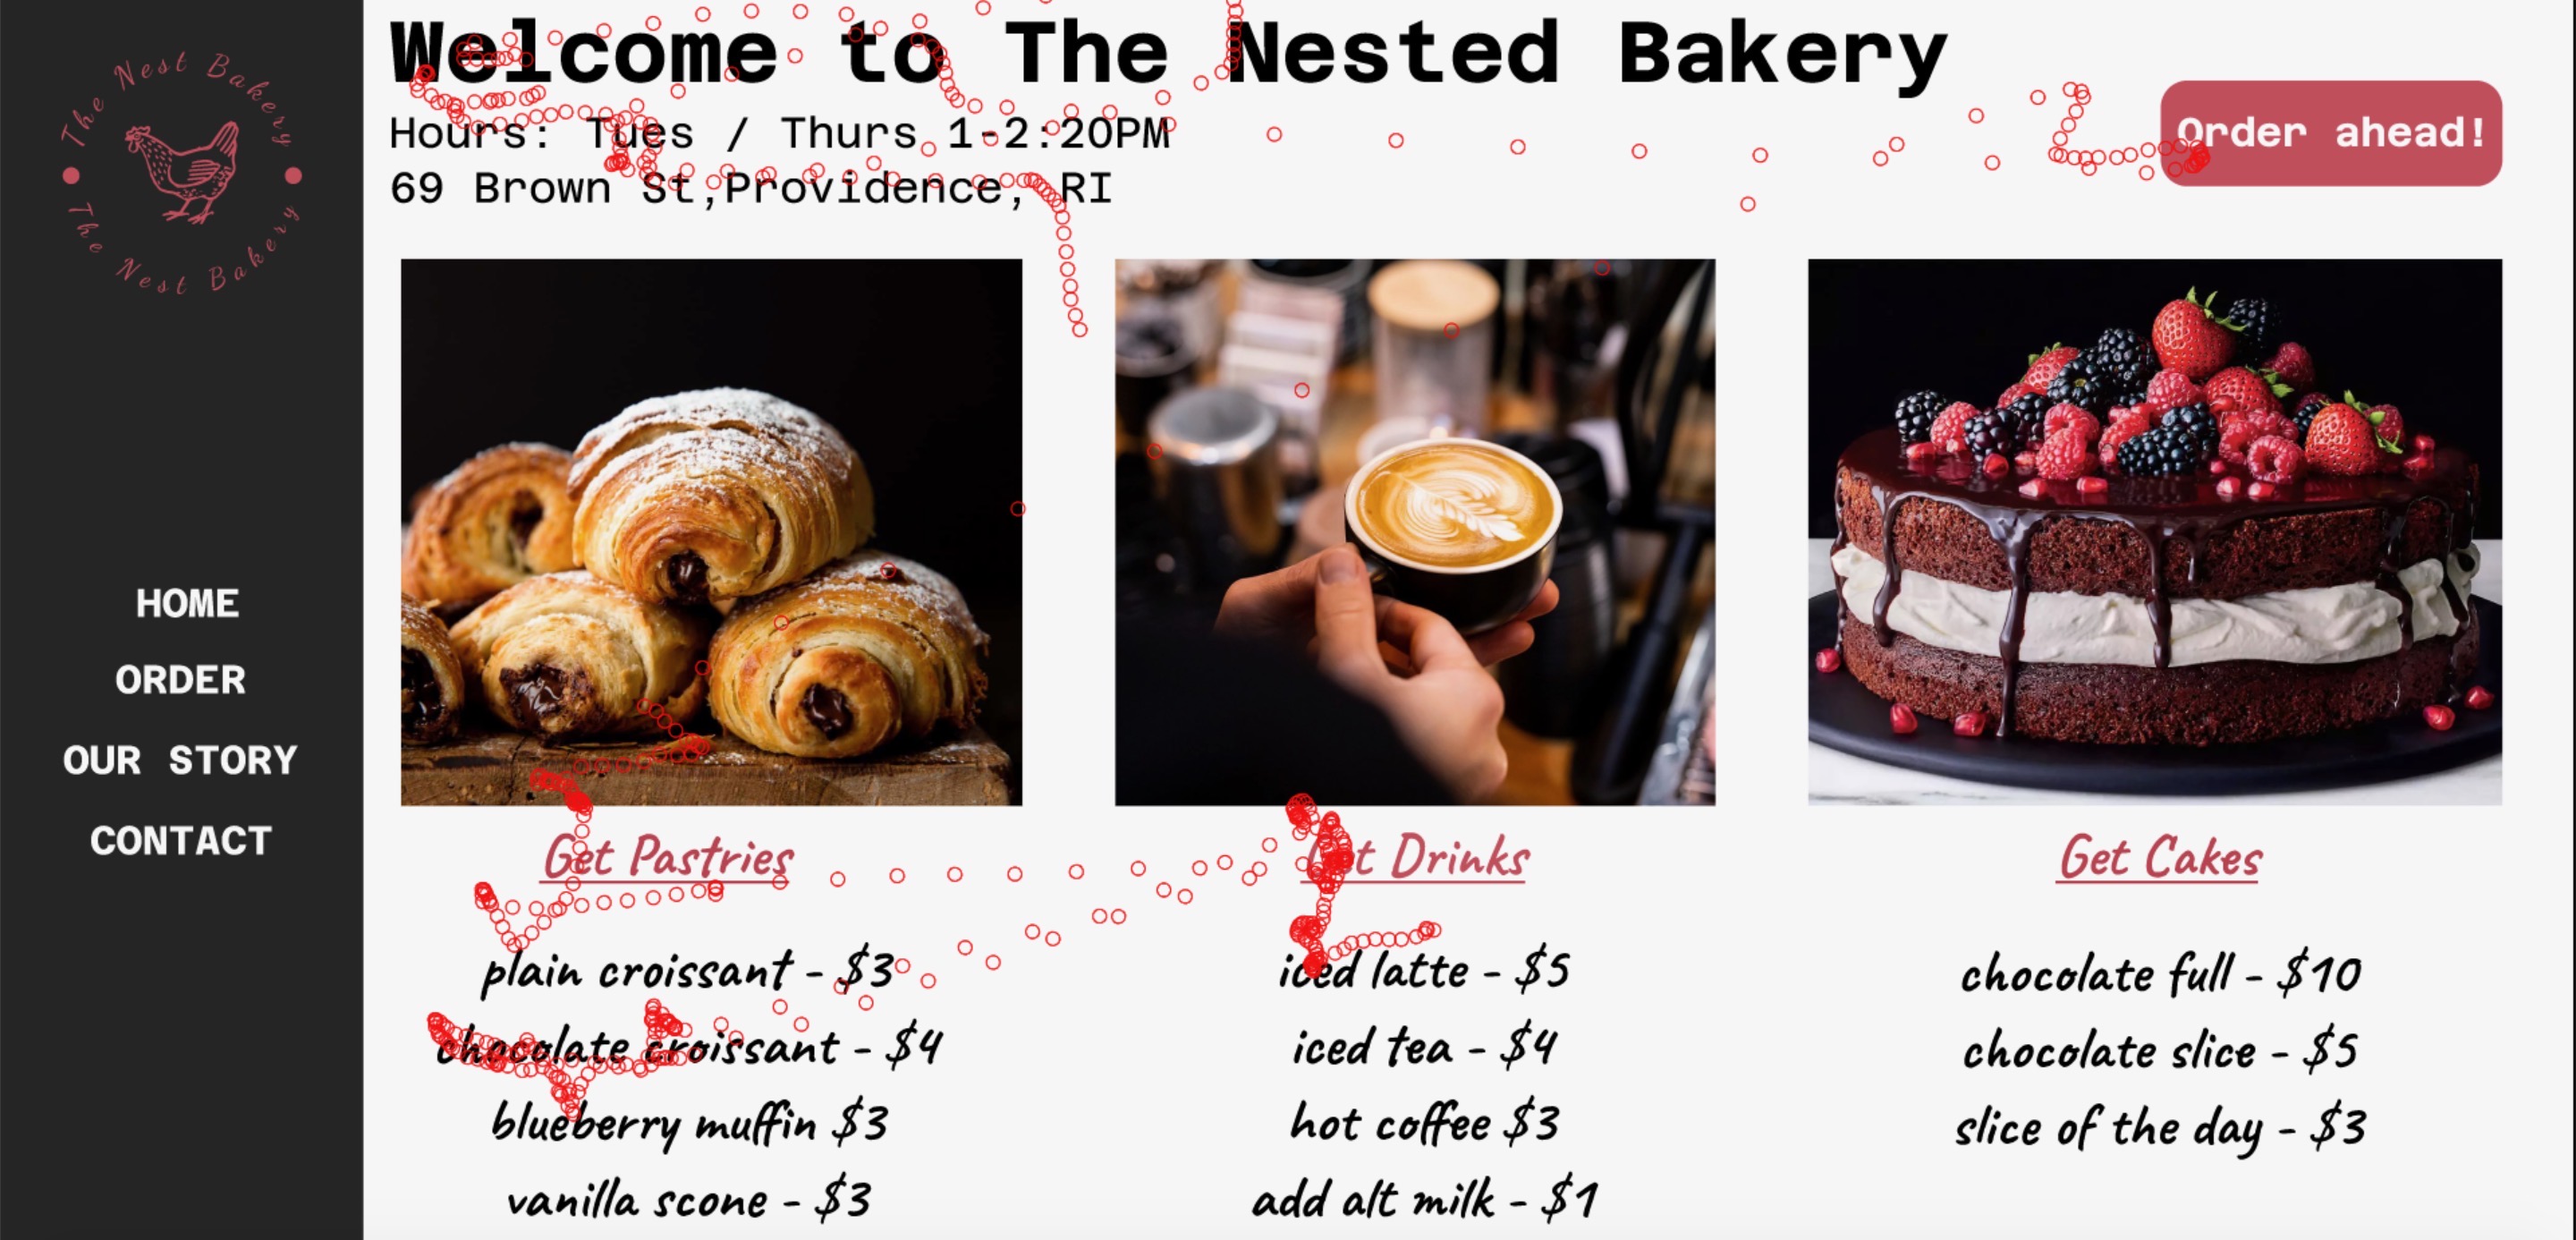 The Nest Bakery
The Nest Bakery
HOME
ORDER
OUR STORY
CONTACT
Welcome to The Nested Bakery
Hours: Tues / Thurs 1-2:20PM
69 Brown St,Providence, RI
Order ahead!
Get Pastries
plain croissant - $3
chocolate croissant - $4
blueberry muffin $3
vanilla scone - $3
Get Drinks
iced latte - $5
iced tea - $4
hot coffee $3
add alt milk - $1
Get Cakes
chocolate full - $10
chocolate slice - $5
slice of the day - $3